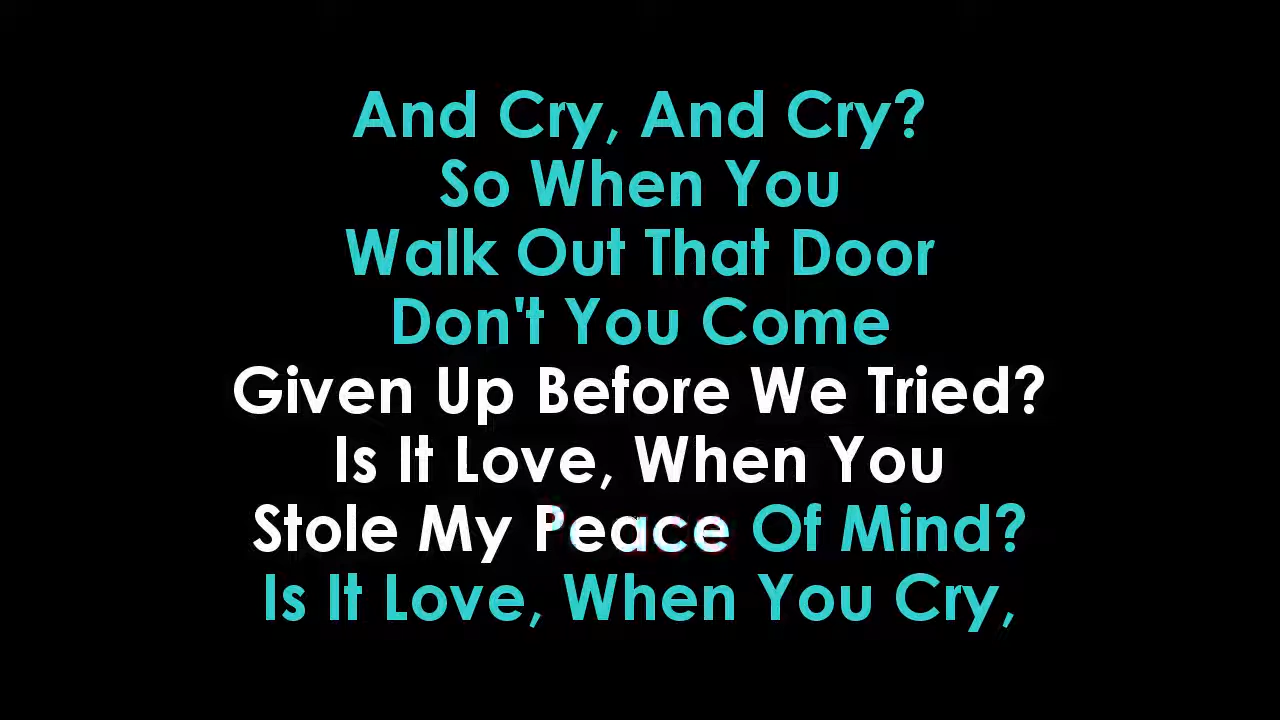 And Cry, And Cry?
So When You
Walk Out That Door
Don't You Come
Given Up Before We Tried?
Is It Love, When You
Stole My Peace Of Mind?
Is It Love, When You Cry,